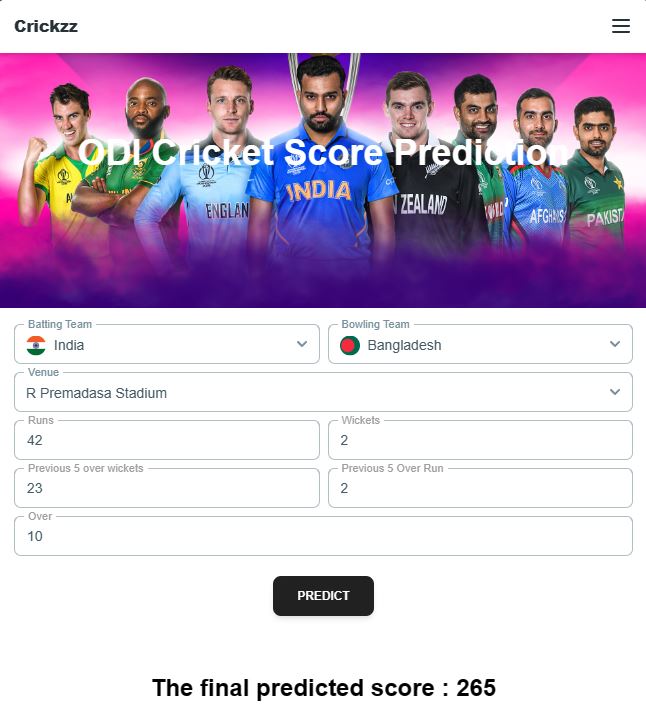 Crickzz
ODI Cricket Score Prediction
INDIA
ENGLAN
ZEALAND
AFGHANIS
PAKISTA
Batting Team
India
Bowling Team
Bangladesh
Venue
R Premadasa Stadium
Runs
42
Wickets
2
Previous 5 over wickets
23
Previous 5 Over Run
2
Over
10
PREDICT
The final predicted score : 265